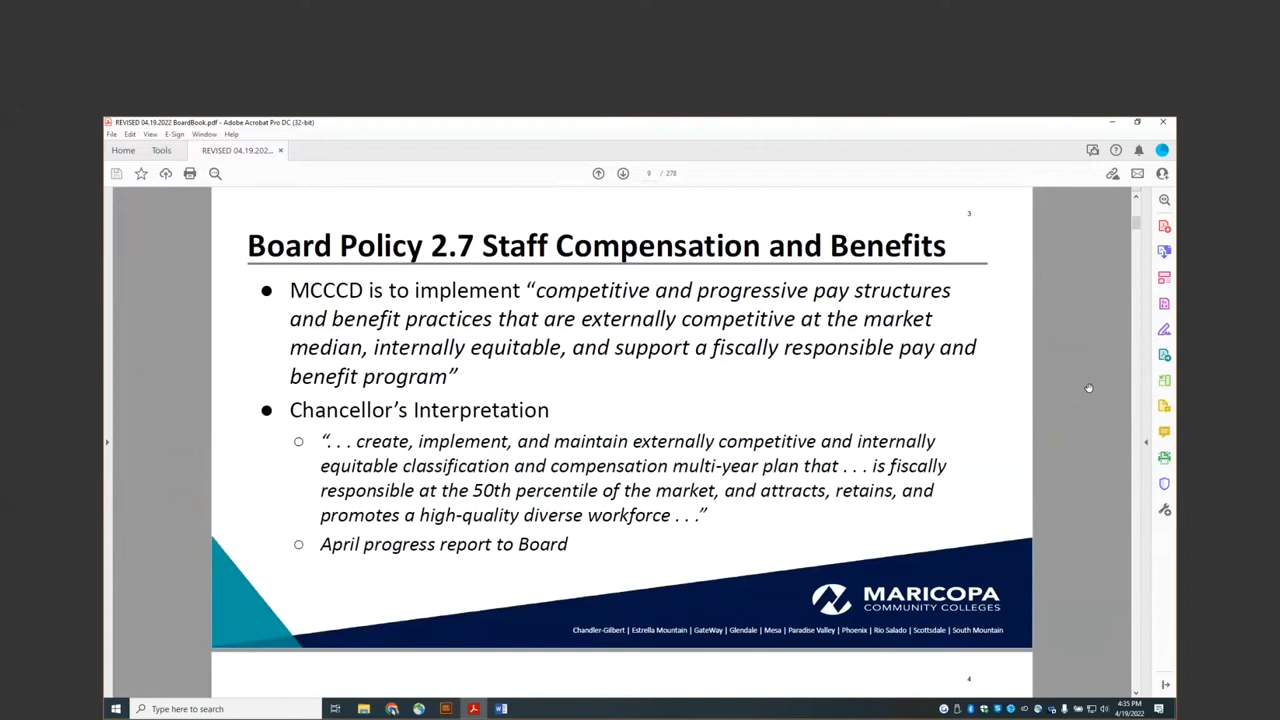 REVISED 04.19.2022 BoardBook.pdf - Adobe Acrobat Pro DC (32-bit)
File Edit View E-Sign Window Help
Home Tools REVISED 04.19.202... ×
9 / 278
3
Board Policy 2.7 Staff Compensation and Benefits
● MCCCD is to implement “competitive and progressive pay structures
and benefit practices that are externally competitive at the market
median, internally equitable, and support a fiscally responsible pay and
benefit program”
● Chancellor’s Interpretation
○ “. . . create, implement, and maintain externally competitive and internally
equitable classification and compensation multi-year plan that . . . is fiscally
responsible at the 50th percentile of the market, and attracts, retains, and
promotes a high-quality diverse workforce . . .”
○ April progress report to Board
MARICOPA
COMMUNITY COLLEGES
Chandler-Gilbert | Estrella Mountain | GateWay | Glendale | Mesa | Paradise Valley | Phoenix | Rio Salado | Scottsdale | South Mountain
4
Type here to search
4:35 PM
4/19/2022